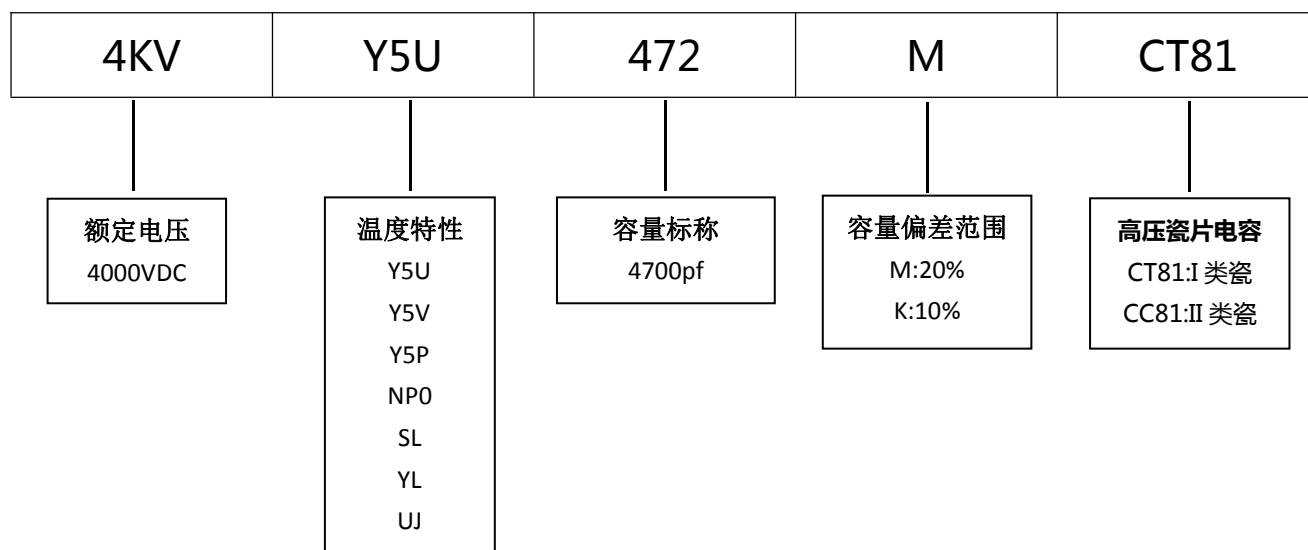 4KV Y5U 472 M CT81
额定电压
4000VDC
温度特性
Y5U
Y5V
Y5P
NP0
SL
YL
UJ
容量标称
4700pf
容量偏差范围
M:20%
K:10%
高压瓷片电容
CT81:I 类瓷
CC81:II 类瓷